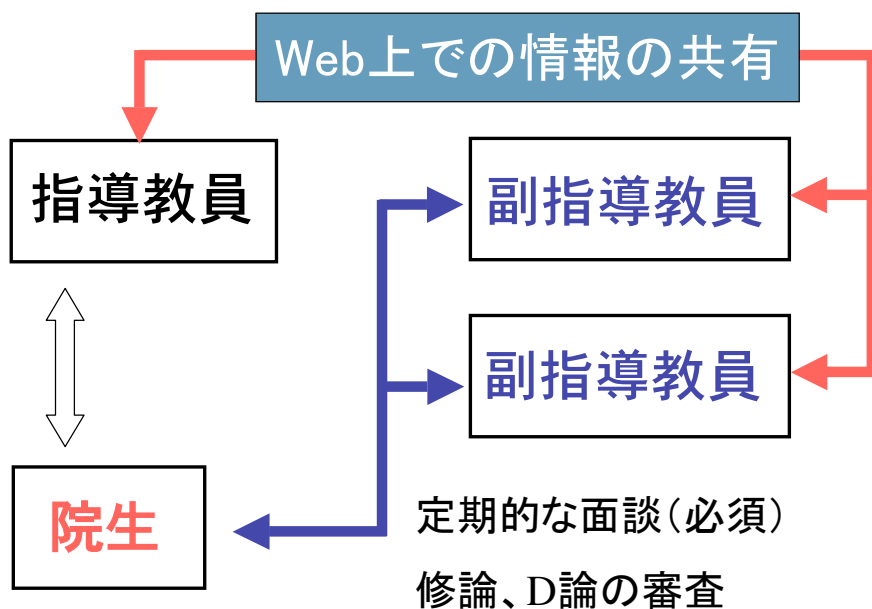 Web上での情報の共有
指導教員
副指導教員
副指導教員
院生
定期的な面談（必須）
修論、D論の審査